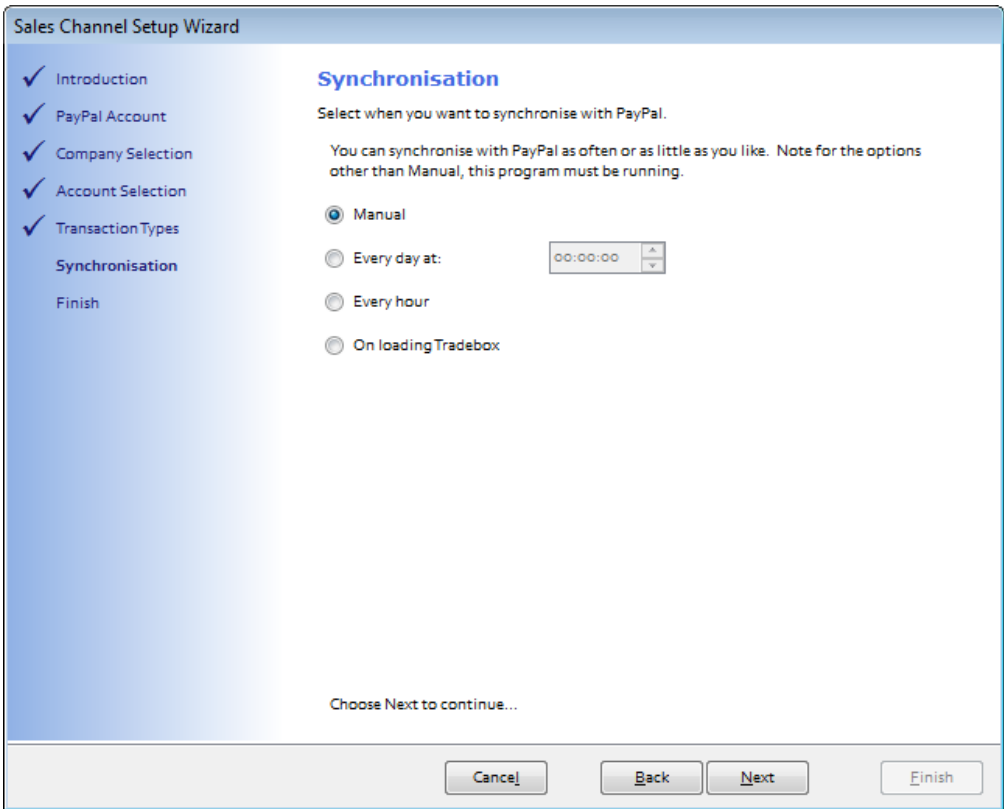 Sales Channel Setup Wizard
Introduction
PayPal Account
Company Selection
Account Selection
Transaction Types
Synchronisation
Finish
Synchronisation
Select when you want to synchronise with PayPal.
You can synchronise with PayPal as often or as little as you like. Note for the options
other than Manual, this program must be running.
Manual
Every day at: 00:00:00
Every hour
On loading Tradebox
Choose Next to continue...
Cancel Back Next Finish